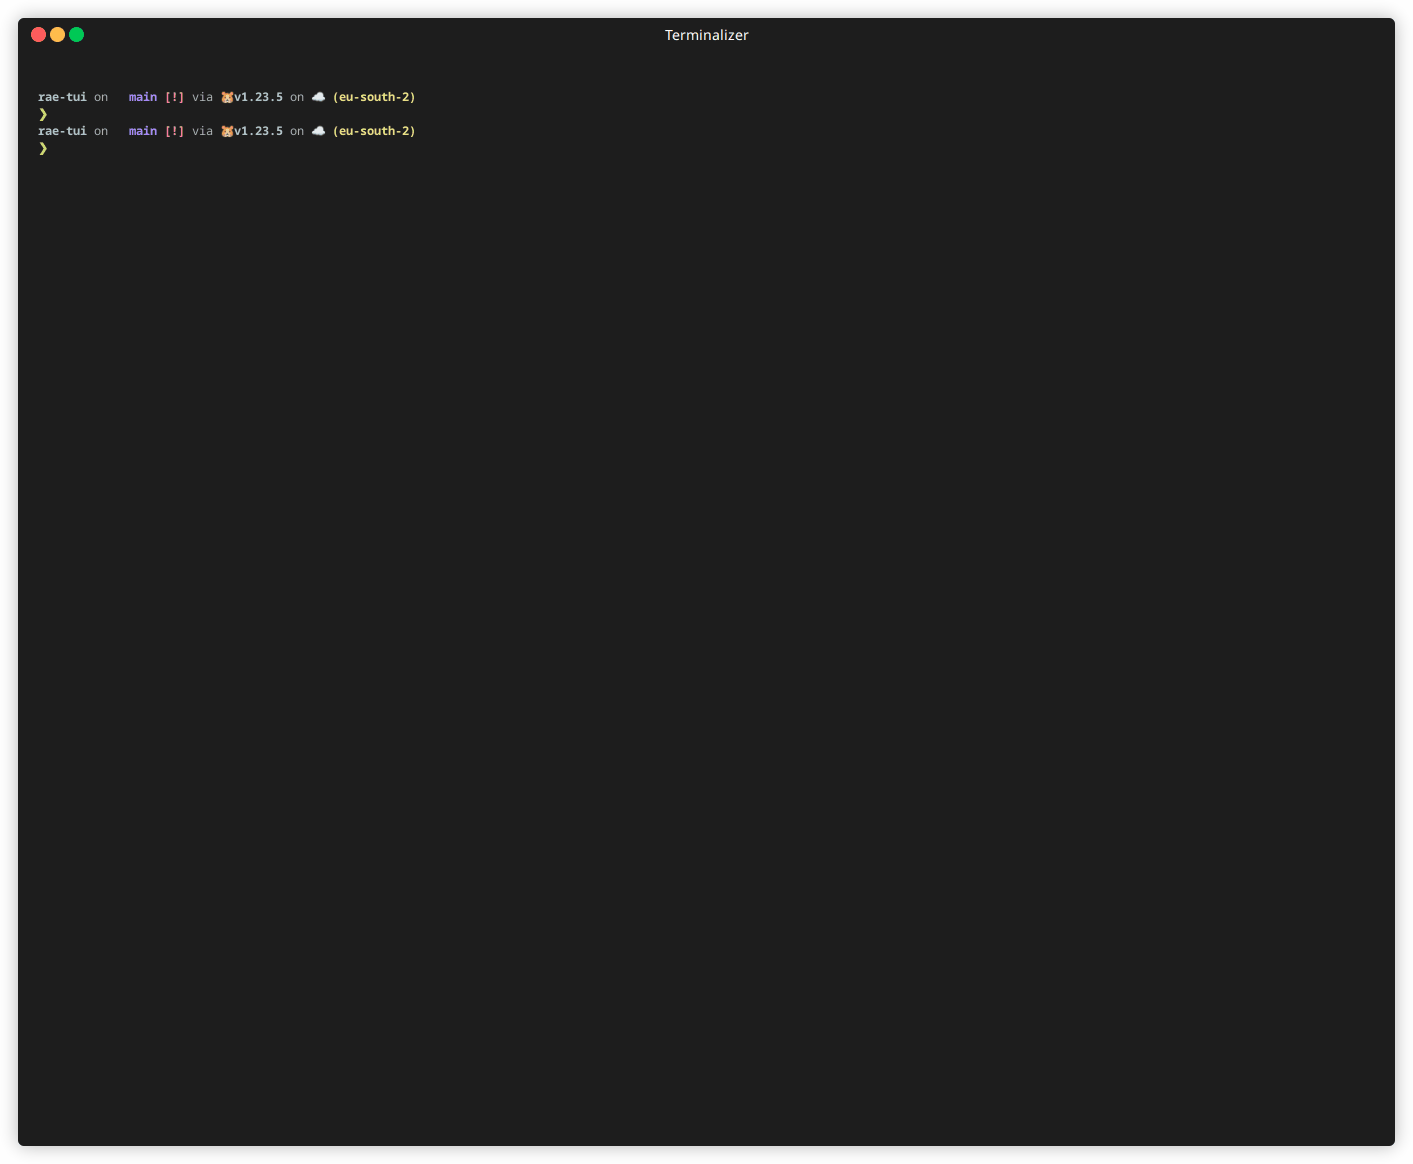 Terminalizer
rae-tui on main [!] via 🐹v1.23.5 on ☁️ (eu-south-2)
❯
rae-tui on main [!] via 🐹v1.23.5 on ☁️ (eu-south-2)
❯